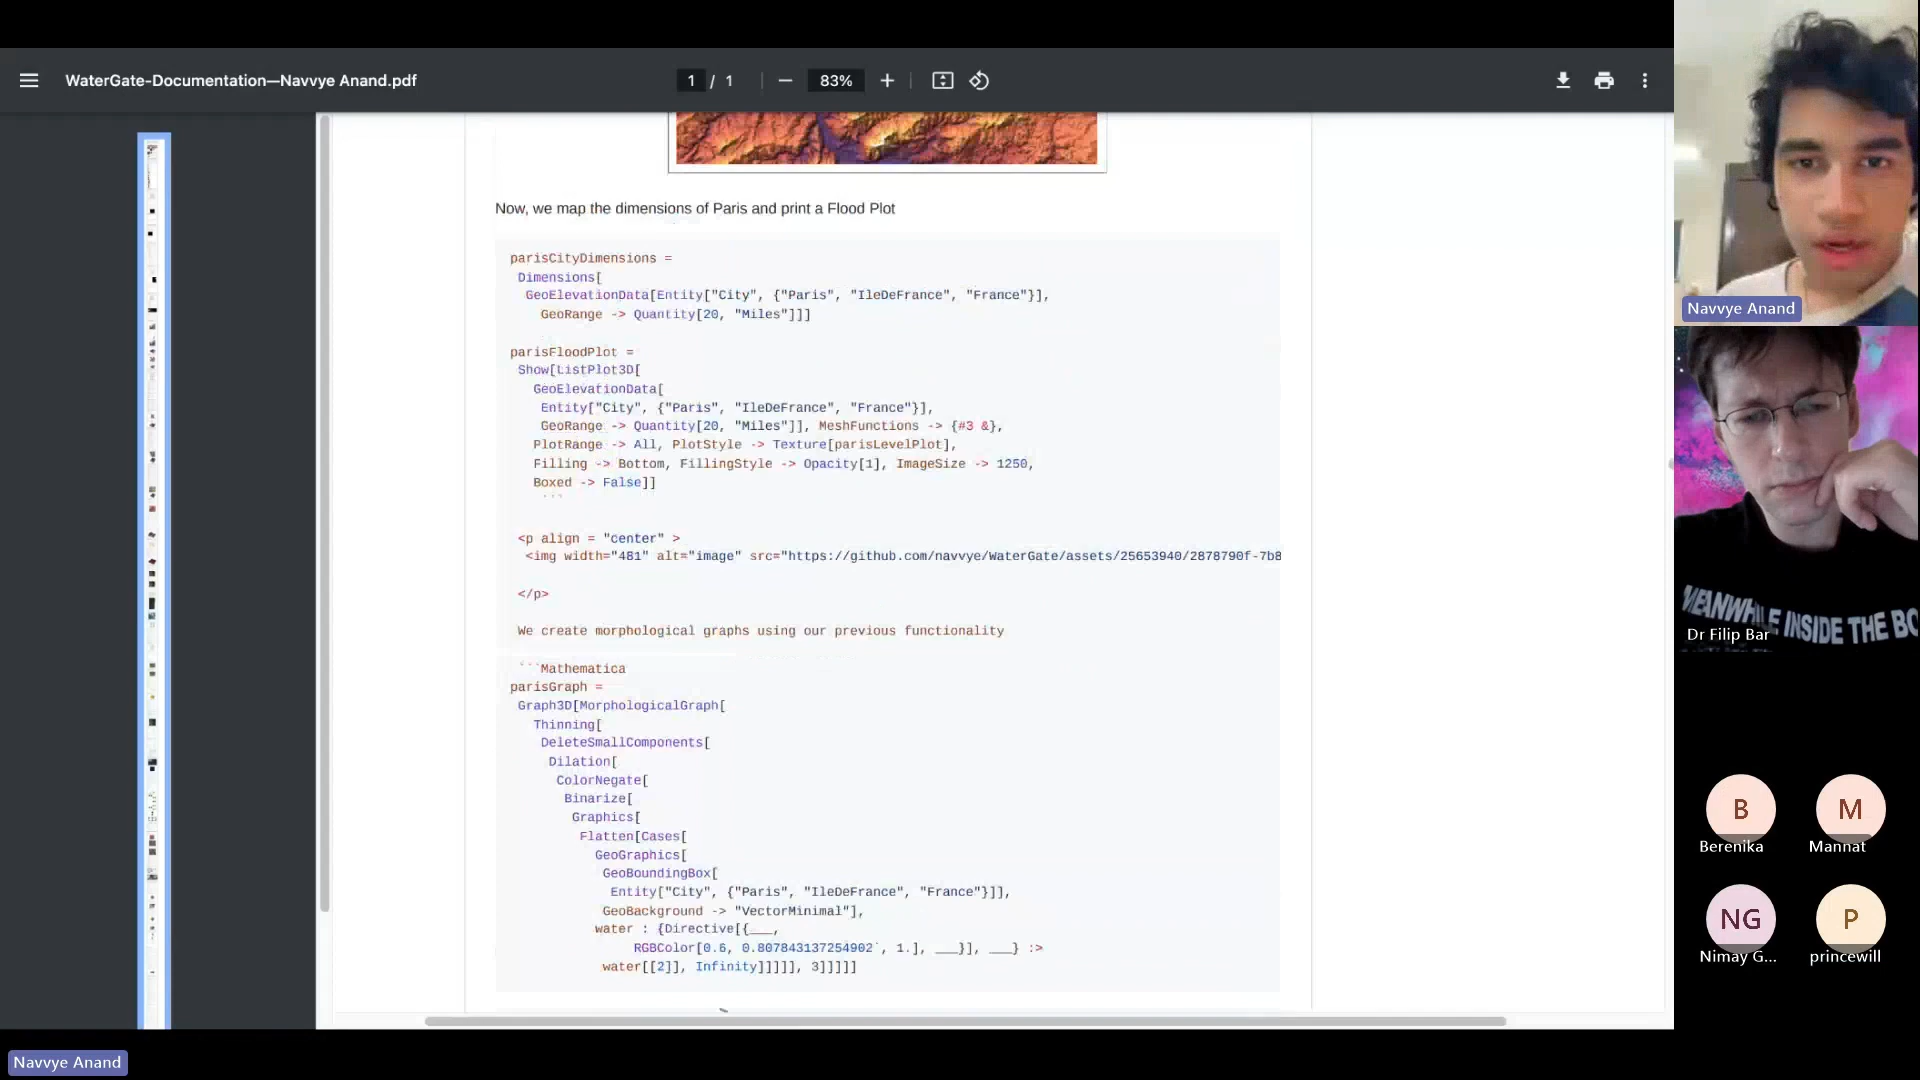 WaterGate-Documentation—Navvye Anand.pdf
1 / 1
83%
Now, we map the dimensions of Paris and print a Flood Plot
parisCityDimensions =
Dimensions[
GeoElevationData[Entity["City", {"Paris", "IleDeFrance", "France"}],
GeoRange -> Quantity[20, "Miles"]]]
parisFloodPlot =
Show[ListPlot3D[
GeoElevationData[
Entity["City", {"Paris", "IleDeFrance", "France"}],
GeoRange -> Quantity[20, "Miles"]], MeshFunctions -> {#3 &},
PlotRange -> All, PlotStyle -> Texture[parisLevelPlot],
Filling -> Bottom, FillingStyle -> Opacity[1], ImageSize -> 1250,
Boxed -> False]]
```
<p align = "center" >
<img width="481" alt="image" src="https://github.com/navvye/WaterGate/assets/25653940/2878790f-7b8
</p>
We create morphological graphs using our previous functionality
```Mathematica
parisGraph =
Graph3D[MorphologicalGraph[
Thinning[
DeleteSmallComponents[
Dilation[
ColorNegate[
Binarize[
Graphics[
Flatten[Cases[
GeoGraphics[
GeoBoundingBox[
Entity["City", {"Paris", "IleDeFrance", "France"}]],
GeoBackground -> "VectorMinimal"],
water : {Directive[{___,
RGBColor[0.6, 0.807843137254902`, 1.], ___}], ___} :>
water[[2]], Infinity]]]]], 3]]]]]
Navvye Anand
MEANWHILE INSIDE THE BO
Dr Filip Bar
B
Berenika
M
Mannat
NG
Nimay G...
P
princewill
Navvye Anand